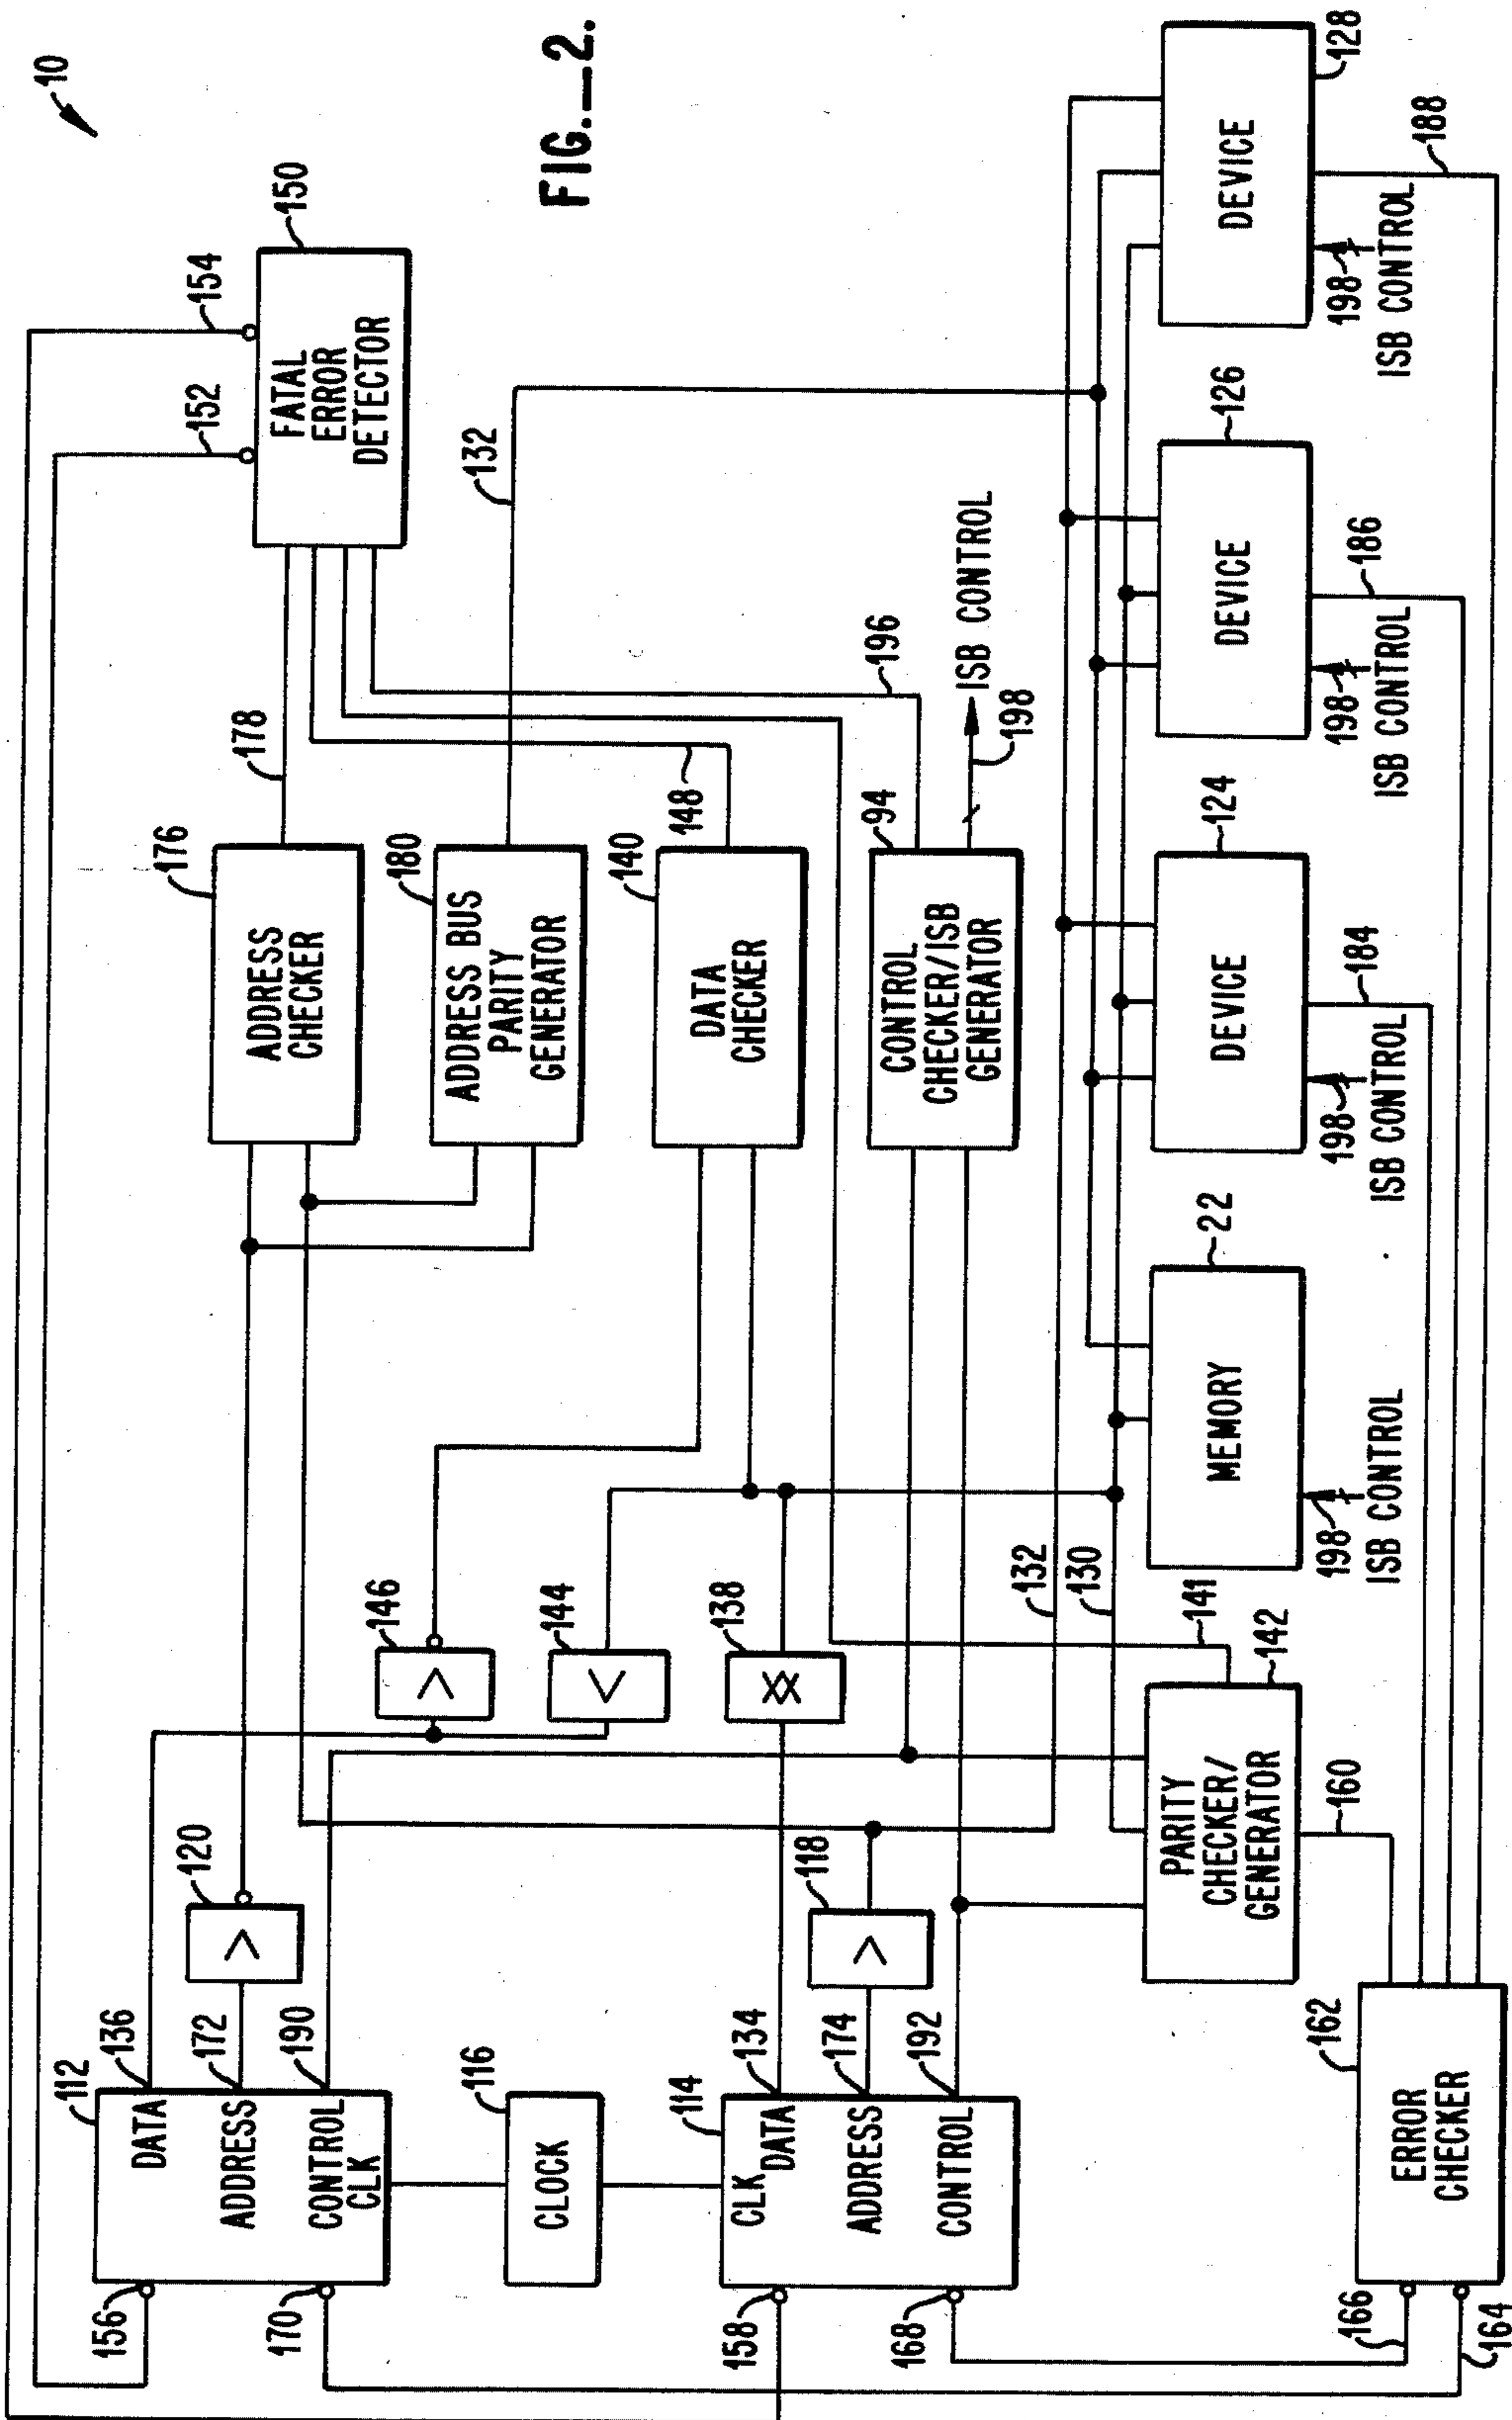 10
FIG._2.
150
154
152
FATAL
ERROR
DETECTOR
178
148
196
132
176
ADDRESS
CHECKER
180
ADDRESS BUS
PARITY
GENERATOR
140
DATA
CHECKER
94
CONTROL
CHECKER/ISB
GENERATOR
ISB CONTROL
198
146
144
138
120
118
112
136
DATA
172
ADDRESS
190
CONTROL
CLK
156
170
116
CLOCK
114
CLK
134
DATA
174
ADDRESS
192
CONTROL
158
168
132
130
141
142
PARITY
CHECKER/
GENERATOR
160
22
MEMORY
198
ISB CONTROL
124
DEVICE
184
198
ISB CONTROL
126
DEVICE
186
198
ISB CONTROL
128
DEVICE
188
198
ISB CONTROL
162
ERROR
CHECKER
166
164